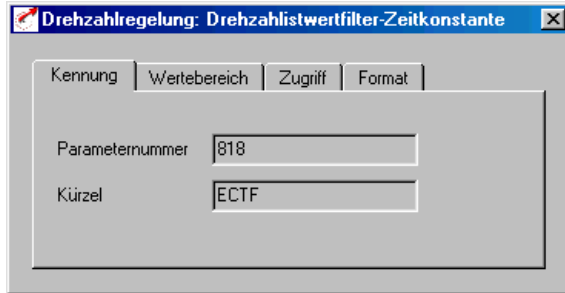 Drehzahlregelung: Drehzahlistwertfilter-Zeitkonstante
Kennung Wertebereich Zugriff Format
Parameternummer 818
Kürzel ECTF